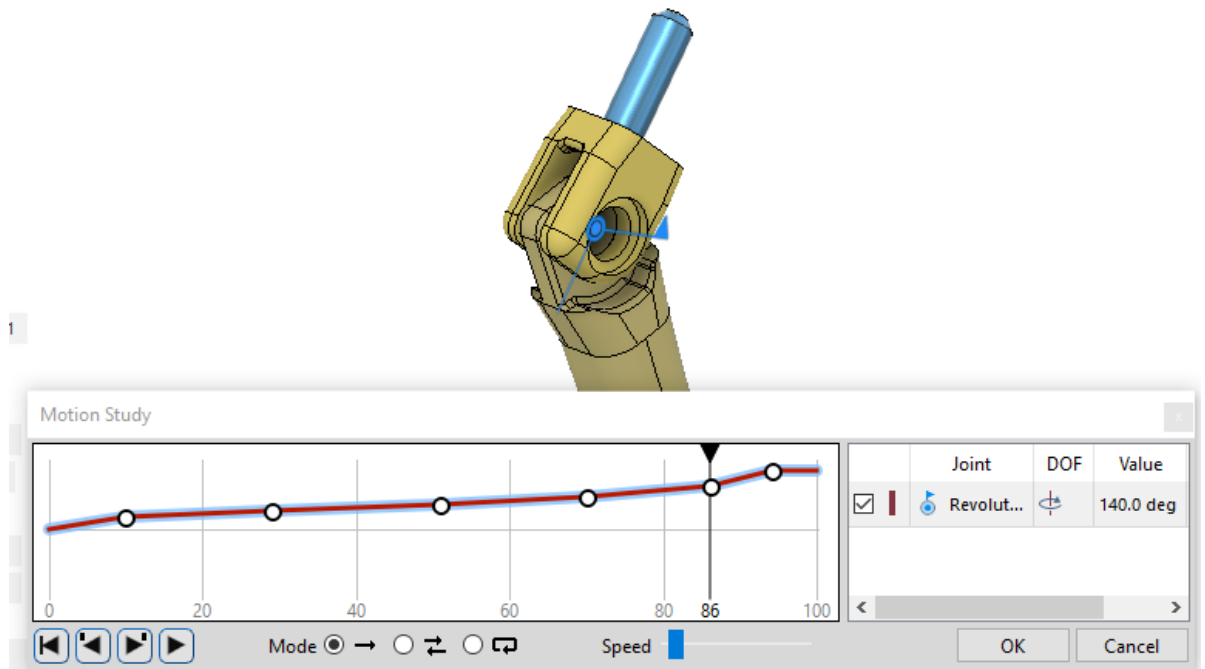 1
Motion Study
x
Joint DOF Value
Revolut... 140.0 deg
0 20 40 60 80 86 100
Mode Speed OK Cancel